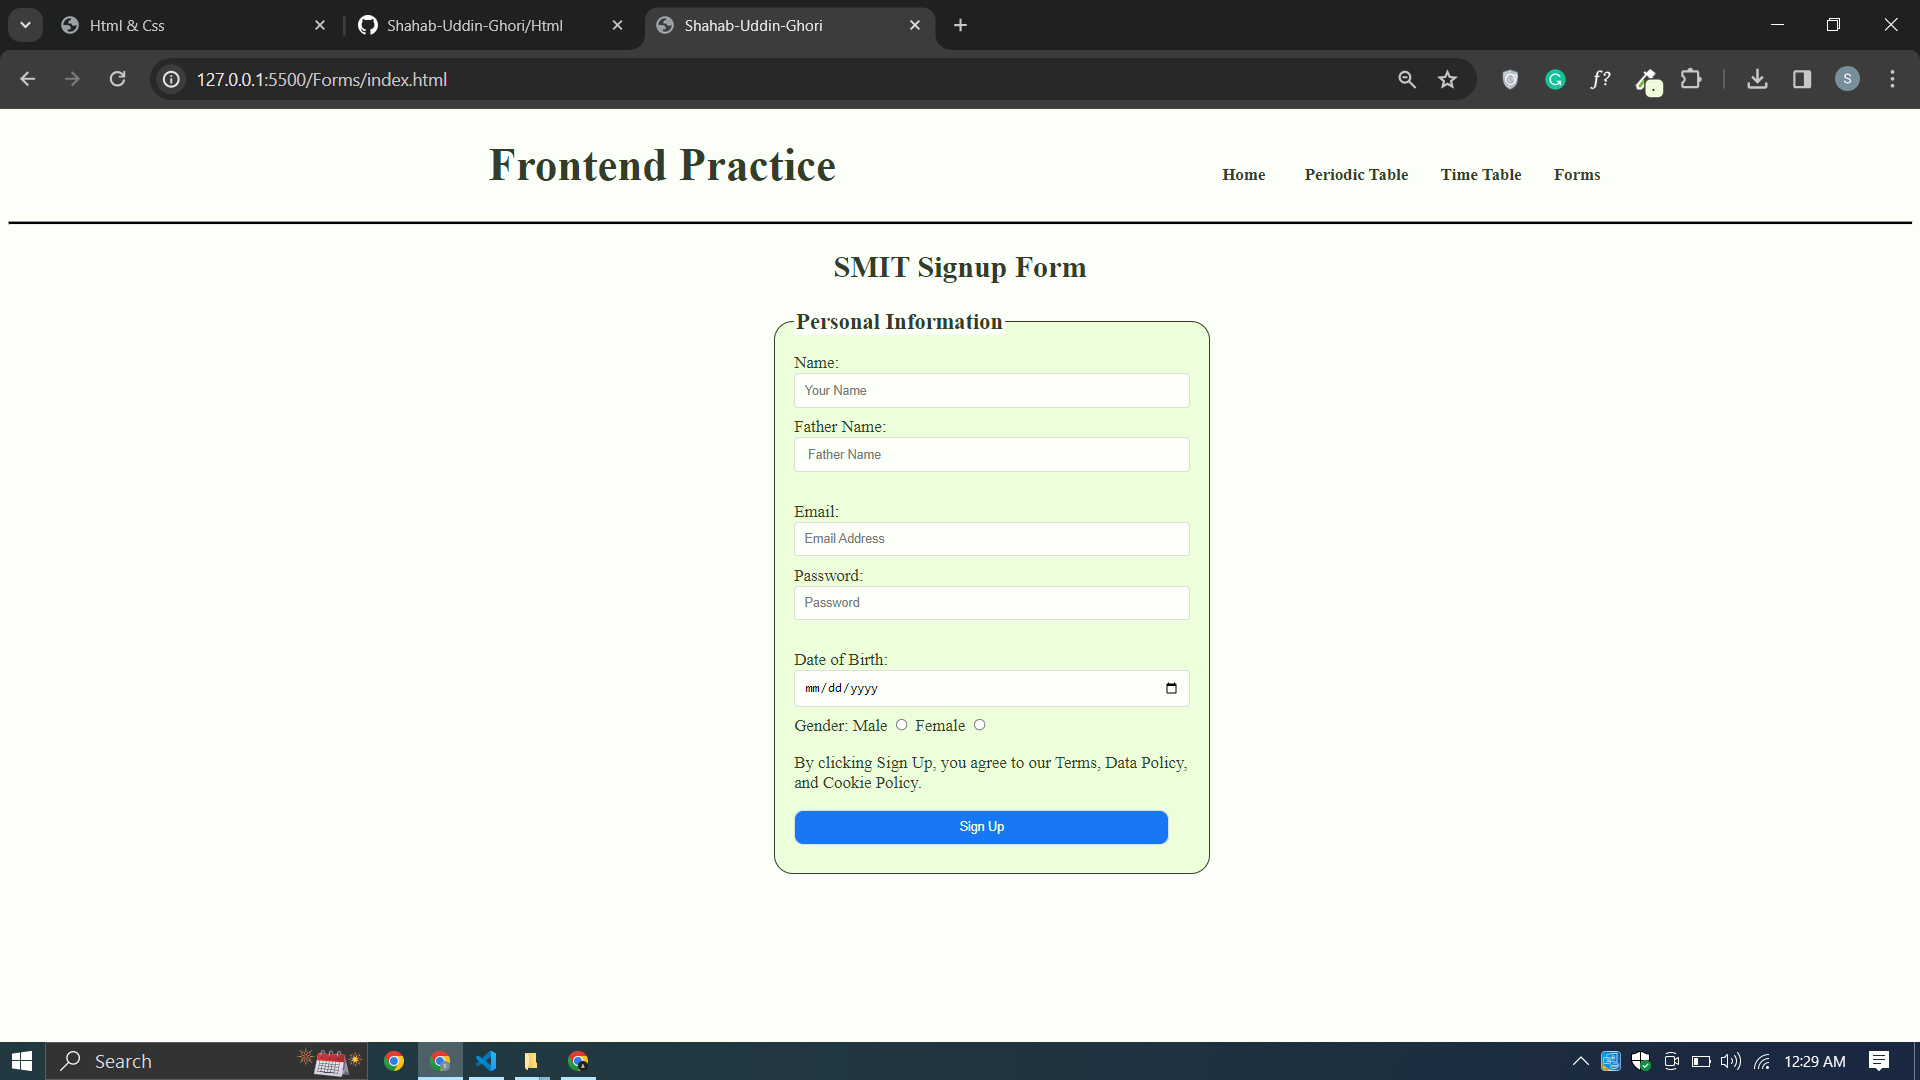 Html & Css
Shahab-Uddin-Ghori/Html
Shahab-Uddin-Ghori
127.0.0.1:5500/Forms/index.html
f?
S
Frontend Practice
Home
Periodic Table
Time Table
Forms
SMIT Signup Form
Personal Information
Name:
Your Name
Father Name:
Father Name
Email:
Email Address
Password:
Password
Date of Birth:
mm/dd/yyyy
Gender: Male Female
By clicking Sign Up, you agree to our Terms, Data Policy,
and Cookie Policy.
Sign Up
Search
12:29 AM